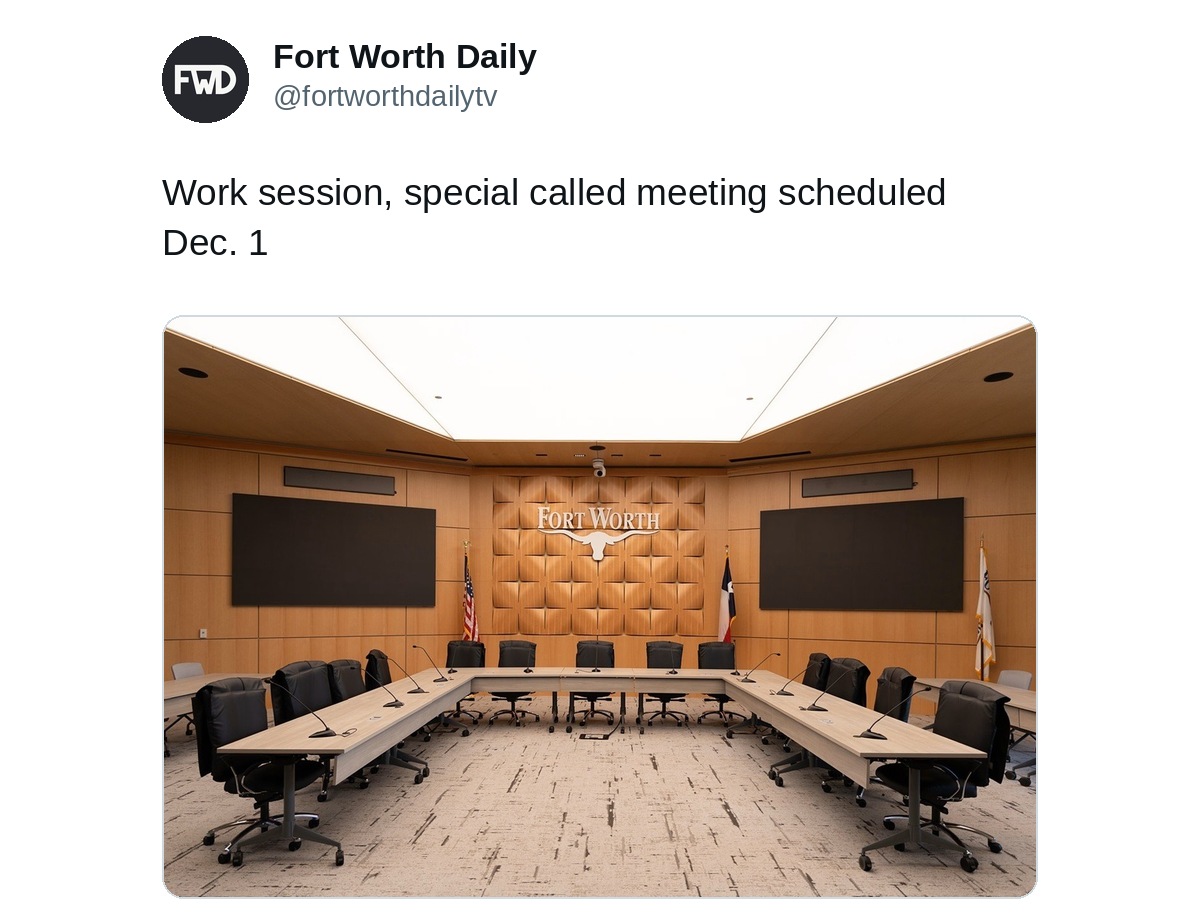 FWD
Fort Worth Daily
@fortworthdailytv
Work session, special called meeting scheduled
Dec. 1
FORT WORTH